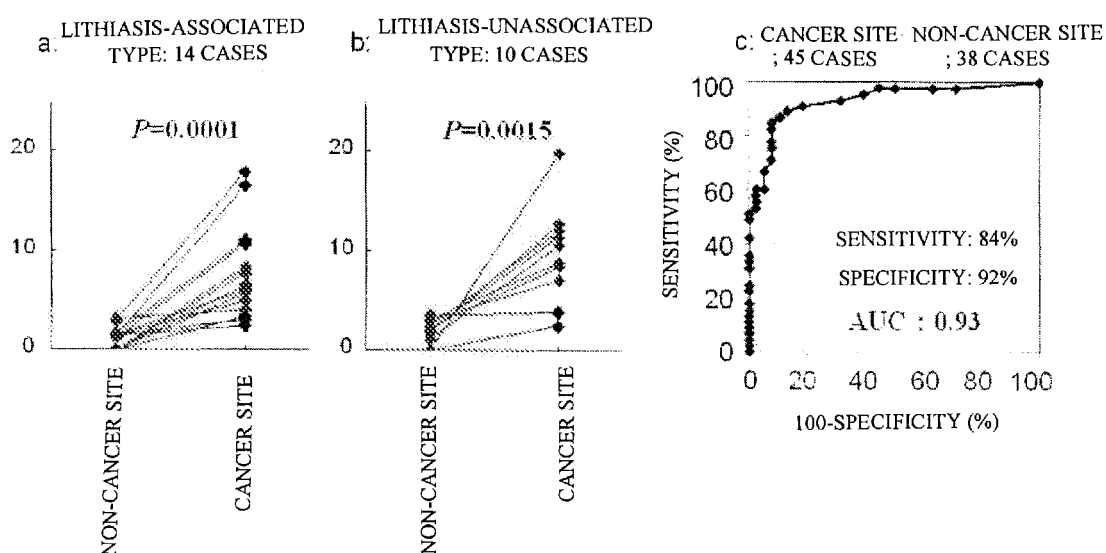 a: LITHIASIS-ASSOCIATED
TYPE: 14 CASES
P=0.0001
20
10
0
NON-CANCER SITE
CANCER SITE
b: LITHIASIS-UNASSOCIATED
TYPE: 10 CASES
P=0.0015
20
10
0
NON-CANCER SITE
CANCER SITE
c: CANCER SITE NON-CANCER SITE
; 45 CASES ; 38 CASES
SENSITIVITY (%)
100
80
60
40
20
0
SENSITIVITY: 84%
SPECIFICITY: 92%
AUC : 0.93
0 20 40 60 80 100
100-SPECIFICITY (%)